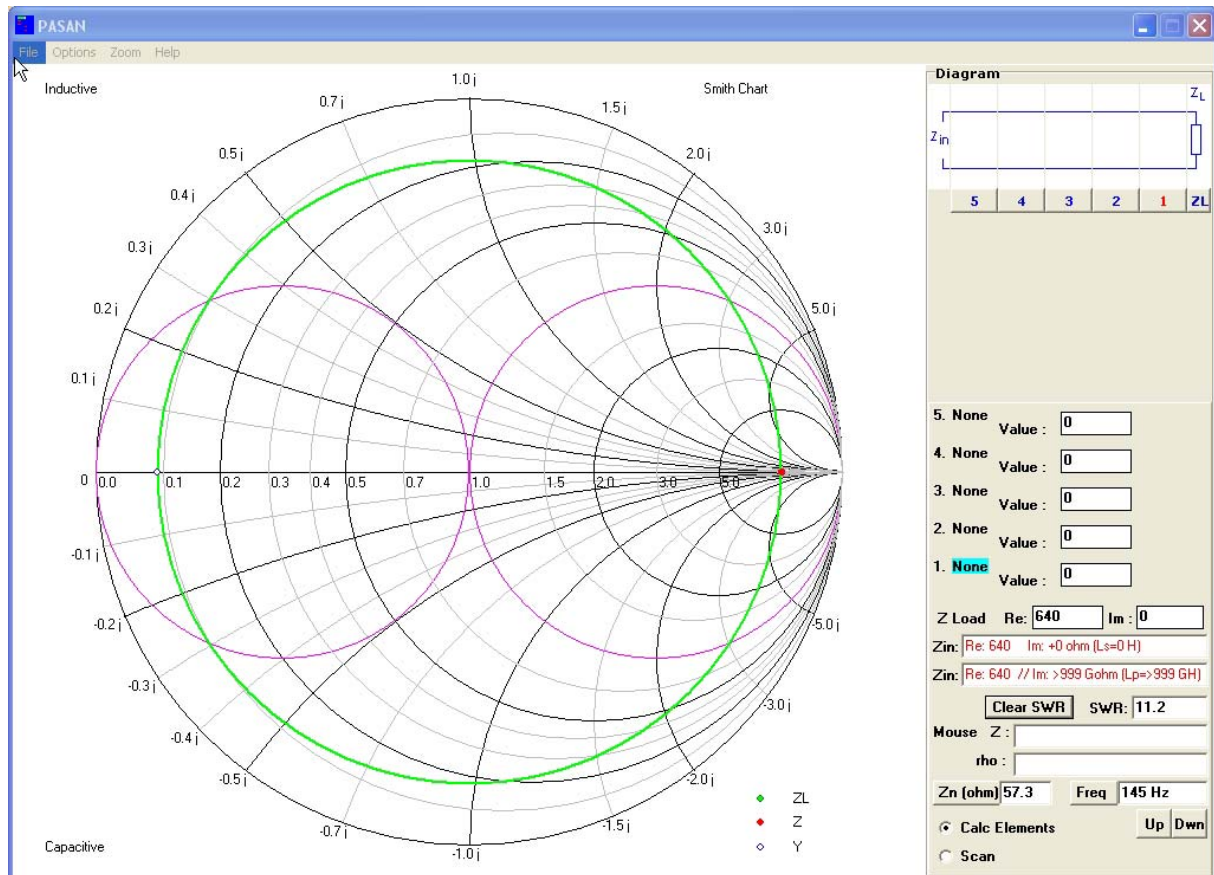 PASAN
File Options Zoom Help
Inductive
Smith Chart
1.0 j
0.7 j
1.5 j
0.5 j
2.0 j
0.4 j
3.0 j
0.3 j
0.2 j
5.0 j
0.1 j
0 0.0 0.1 0.2 0.3 0.4 0.5 0.7 1.0 1.5 2.0 3.0 5.0
-0.1 j
-0.2 j
-5.0 j
-0.3 j
-3.0 j
-0.4 j
-0.5 j
-2.0 j
-0.7 j
-1.5 j
-1.0 j
ZL
Z
Y
Capacitive
Diagram
ZL
Zin
5 4 3 2 1 ZL
5. None
Value : 0
4. None
Value : 0
3. None
Value : 0
2. None
Value : 0
1. None
Value : 0
Z Load Re: 640 Im : 0
Zin: Re: 640 Im: +0 ohm (Ls=0 H)
Zin: Re: 640 // Im: >999 Gohm (Lp=>999 GH)
Clear SWR SWR: 11.2
Mouse Z :
rho :
Zn (ohm) 57.3 Freq 145 Hz
Calc Elements Up Dwn
Scan